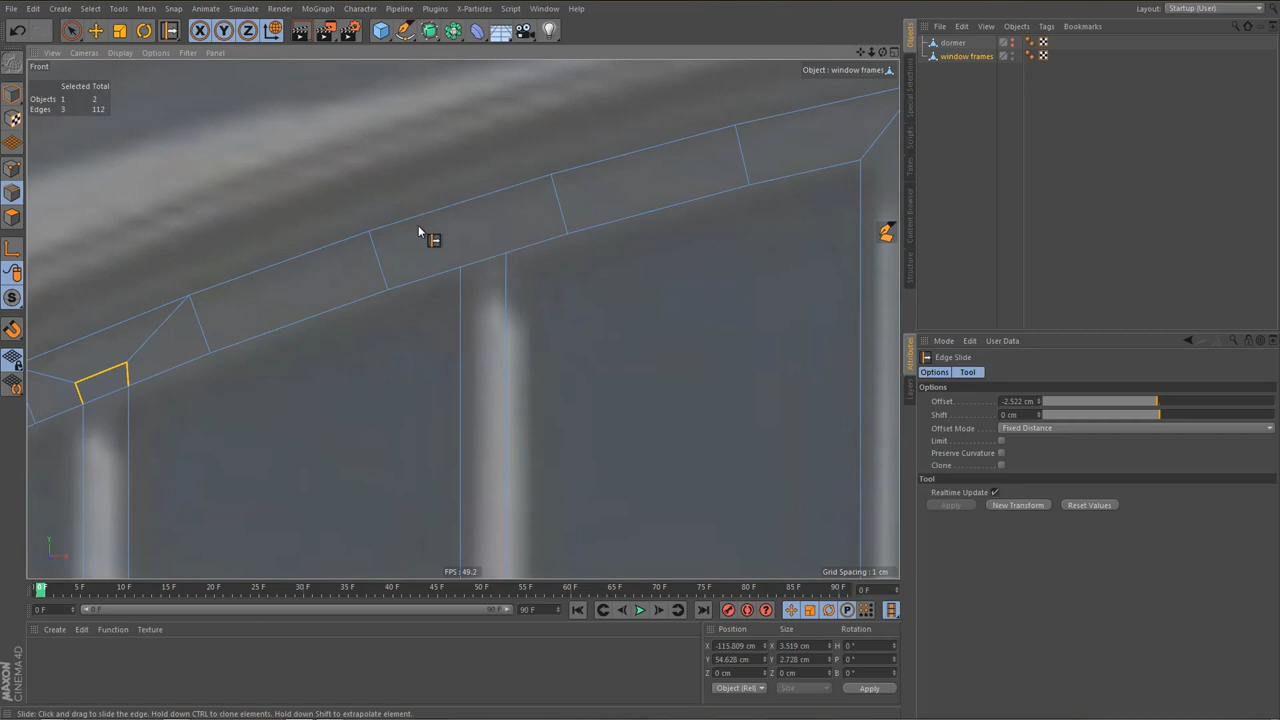 File Edit Create Select Tools Mesh Snap Animate Simulate Render MoGraph Character Pipeline Plugins X-Particles Script Window Help
Layout: Startup (User)
X Y Z
View Cameras Display Options Filter Panel
File Edit View Objects Tags Bookmarks
Front
Object : window frames
dormer
window frames
Selected Total
Objects 1 2
Edges 3 112
Objects
Content Browser
Structure
Mode Edit User Data
Edge Slide
Options Tool
Options
Offset -2.522 cm
Shift 0 cm
Offset Mode Fixed Distance
Limit
Preserve Curvature
Clone
Tool
Realtime Update
Apply New Transform Reset Values
Attributes
Layers
S
FPS : 49.2
Grid Spacing : 1 cm
0 F 5 F 10 F 15 F 20 F 25 F 30 F 35 F 40 F 45 F 50 F 55 F 60 F 65 F 70 F 75 F 80 F 85 F 90 F 0 F
0 F 0 F 90 F 90 F
P
Create Edit Function Texture
Position Size Rotation
X -115.809 cm X 3.519 cm H 0 °
Y 54.628 cm Y 2.728 cm P 0 °
Z 0 cm Z 0 cm B 0 °
Object (Rel) Size Apply
MAXON
CINEMA 4D
Slide: Click and drag to slide the edge. Hold down CTRL to clone elements. Hold down Shift to extrapolate element.